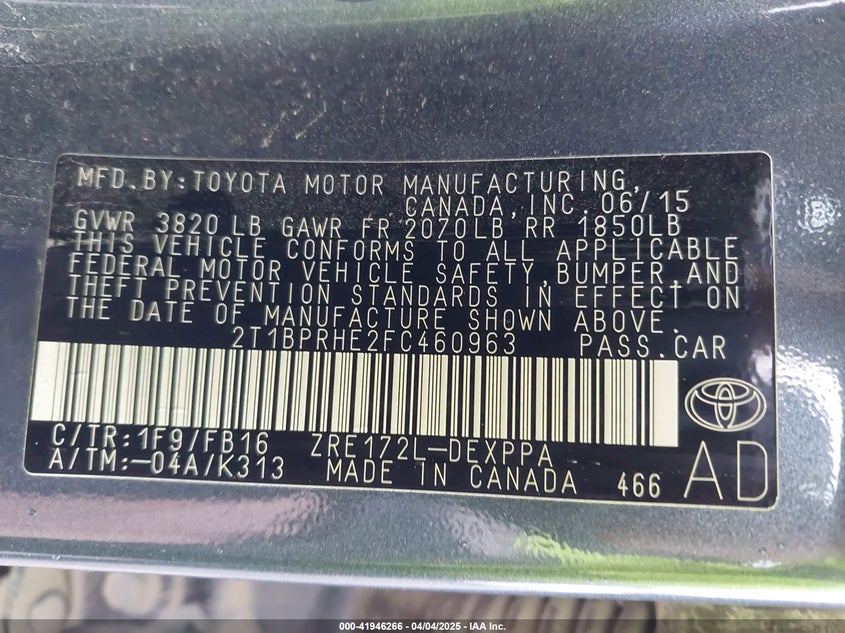 MFD.BY:TOYOTA MOTOR MANUFACTURING,
CANADA,INC. 06/15
GVWR 3820 LB GAWR FR 2070LB RR 1850LB
THIS VEHICLE CONFORMS TO ALL APPLICABLE
FEDERAL MOTOR VEHICLE SAFETY,BUMPER,AND
THEFT PREVENTION STANDARDS IN EFFECT ON
THE DATE OF MANUFACTURE SHOWN ABOVE.
2T1BPRHE2FC460963 PASS.CAR
C/TR:1F9/FB16 ZRE172L-DEXPPA
A/TM:-04A/K313 MADE IN CANADA 466 AD
000-41946266 - 04/04/2025 - IAA Inc.